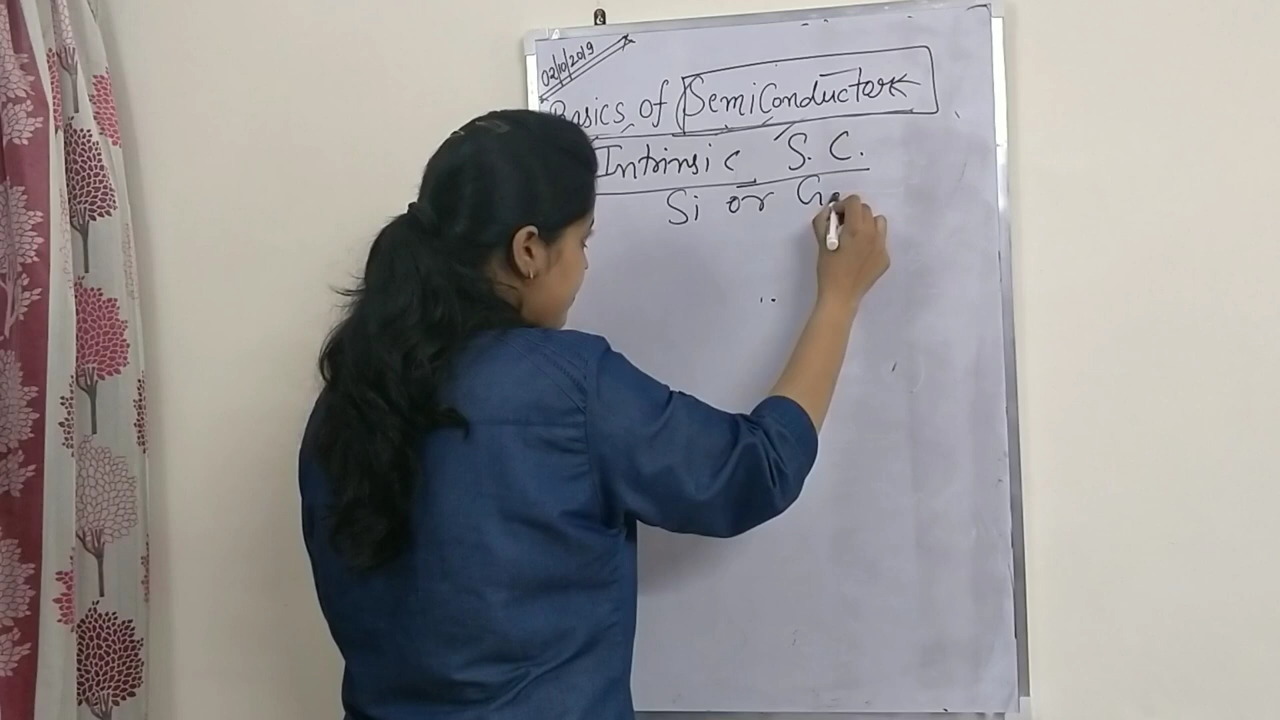 02/10/2019
Basics of Semiconductor
Intrinsic S.C.
Si or Ge